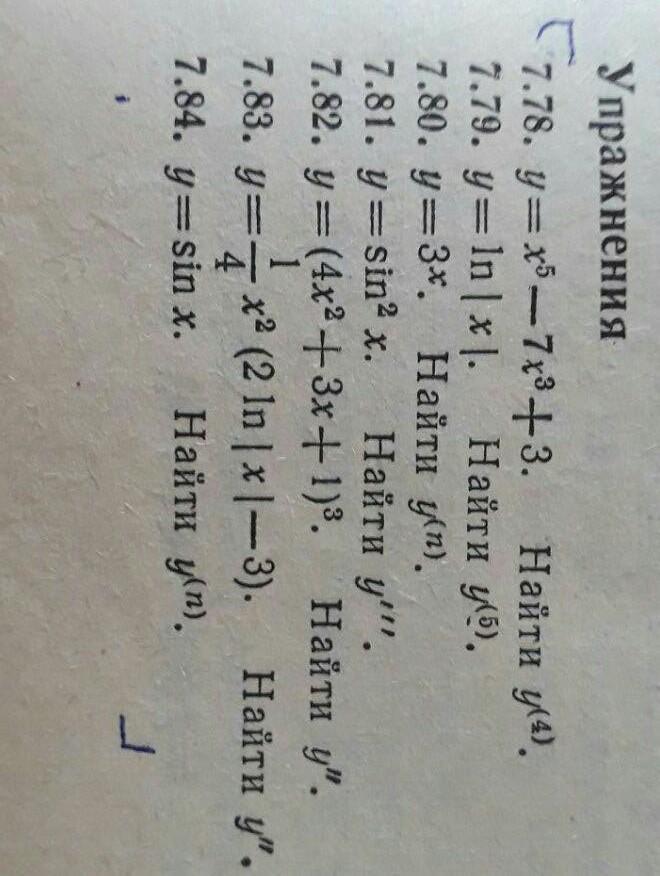 Упражнения
7.78. y=x⁵—7x³+3. Найти y⁽⁴⁾.
7.79. y=ln|x|. Найти y⁽⁵⁾.
7.80. y=3ˣ. Найти y⁽ⁿ⁾.
7.81. y=sin² x. Найти y′′′.
7.82. y=(4x²+3x+1)³. Найти y″.
7.83. y=1/4 x² (2 ln|x|—3). Найти y″.
7.84. y=sin x. Найти y⁽ⁿ⁾.